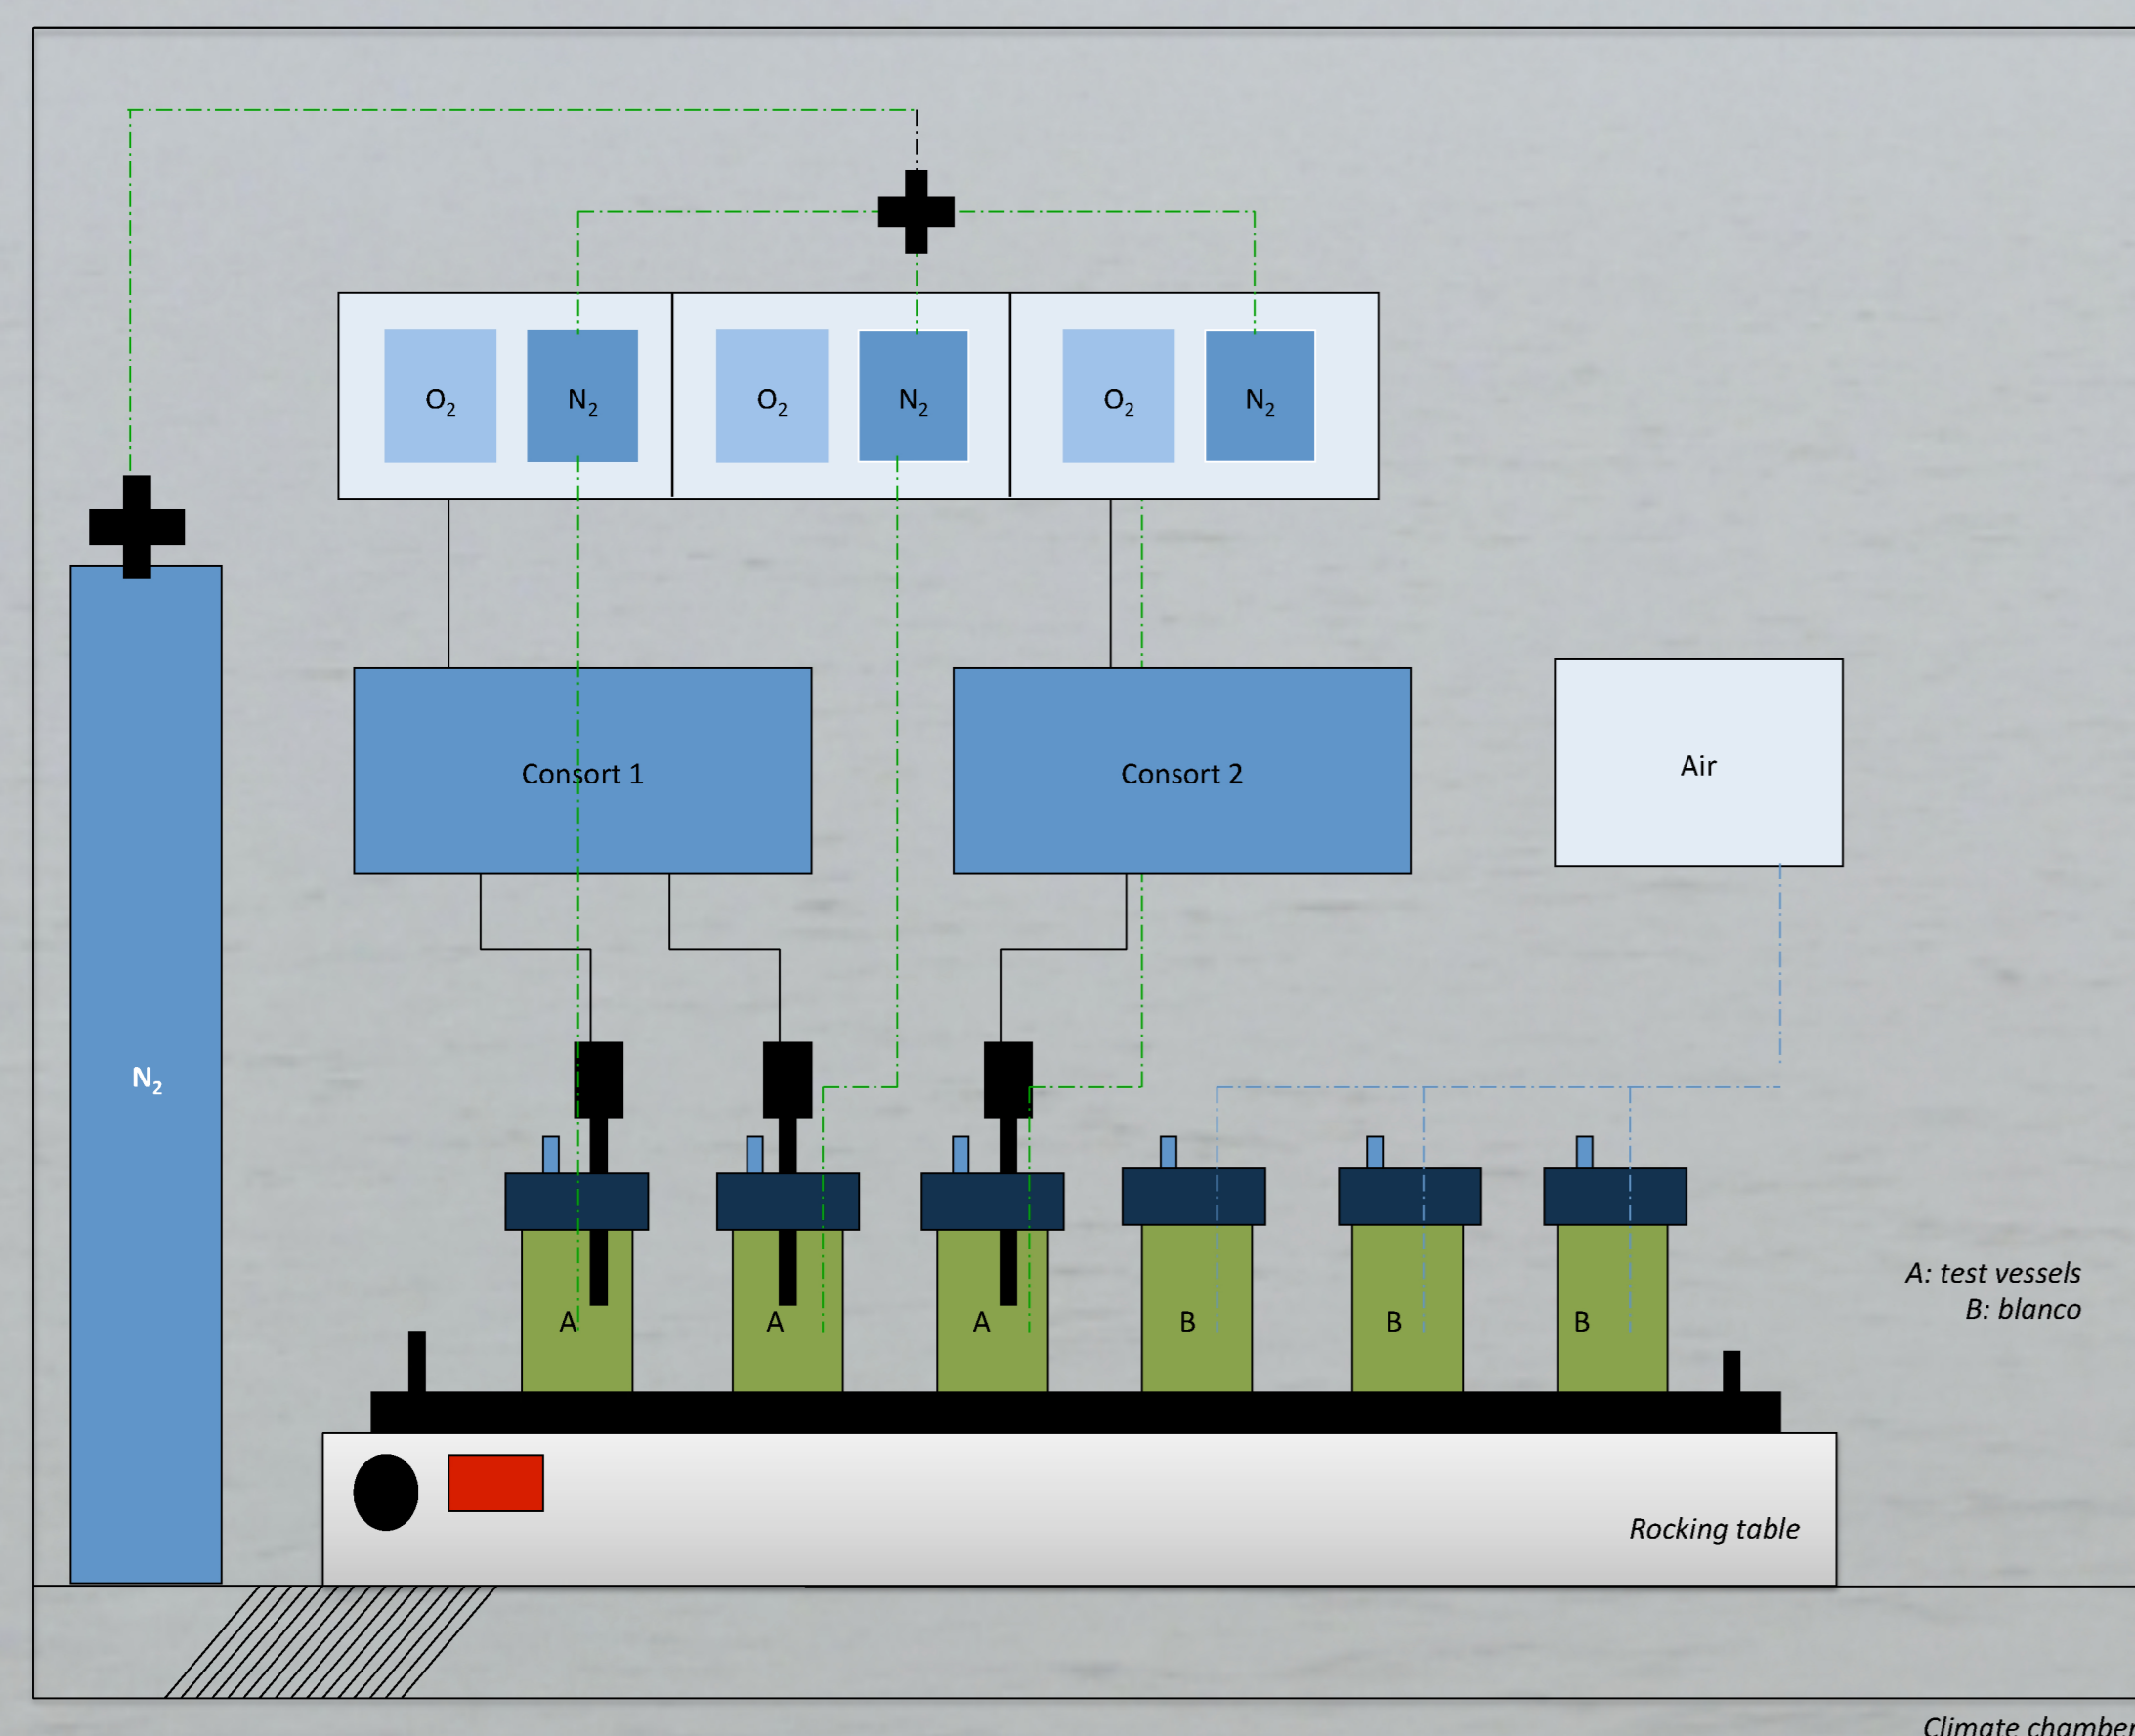 O₂ N₂ O₂ N₂ O₂ N₂
Consort 1
Consort 2
Air
N₂
A: test vessels
B: blanco
A A A B B B
Rocking table
Climate chamber